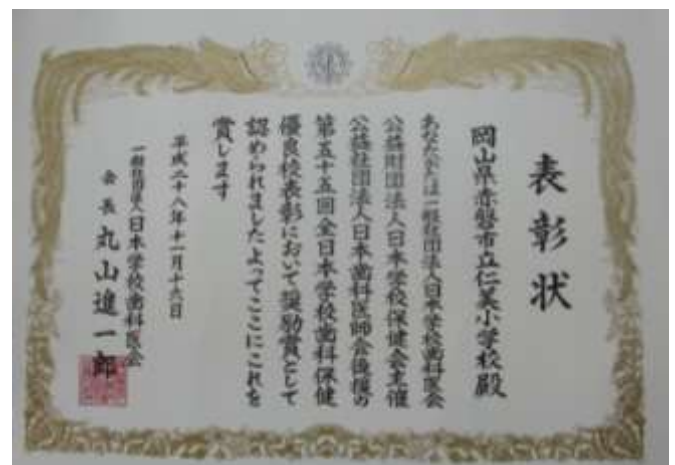 表彰状
岡山県赤磐市立仁美小学校殿
あなたがたは一般社団法人日本学校歯科医会
公益財団法人日本学校保健会主催
公益社団法人日本歯科医師会後援の
第五十五回全日本学校歯科保健
優良校表彰において奨励賞として
認められましたよってここにこれを
賞します
平成二十八年十一月十六日
一般社団法人日本学校歯科医会
会長 丸山進一郎